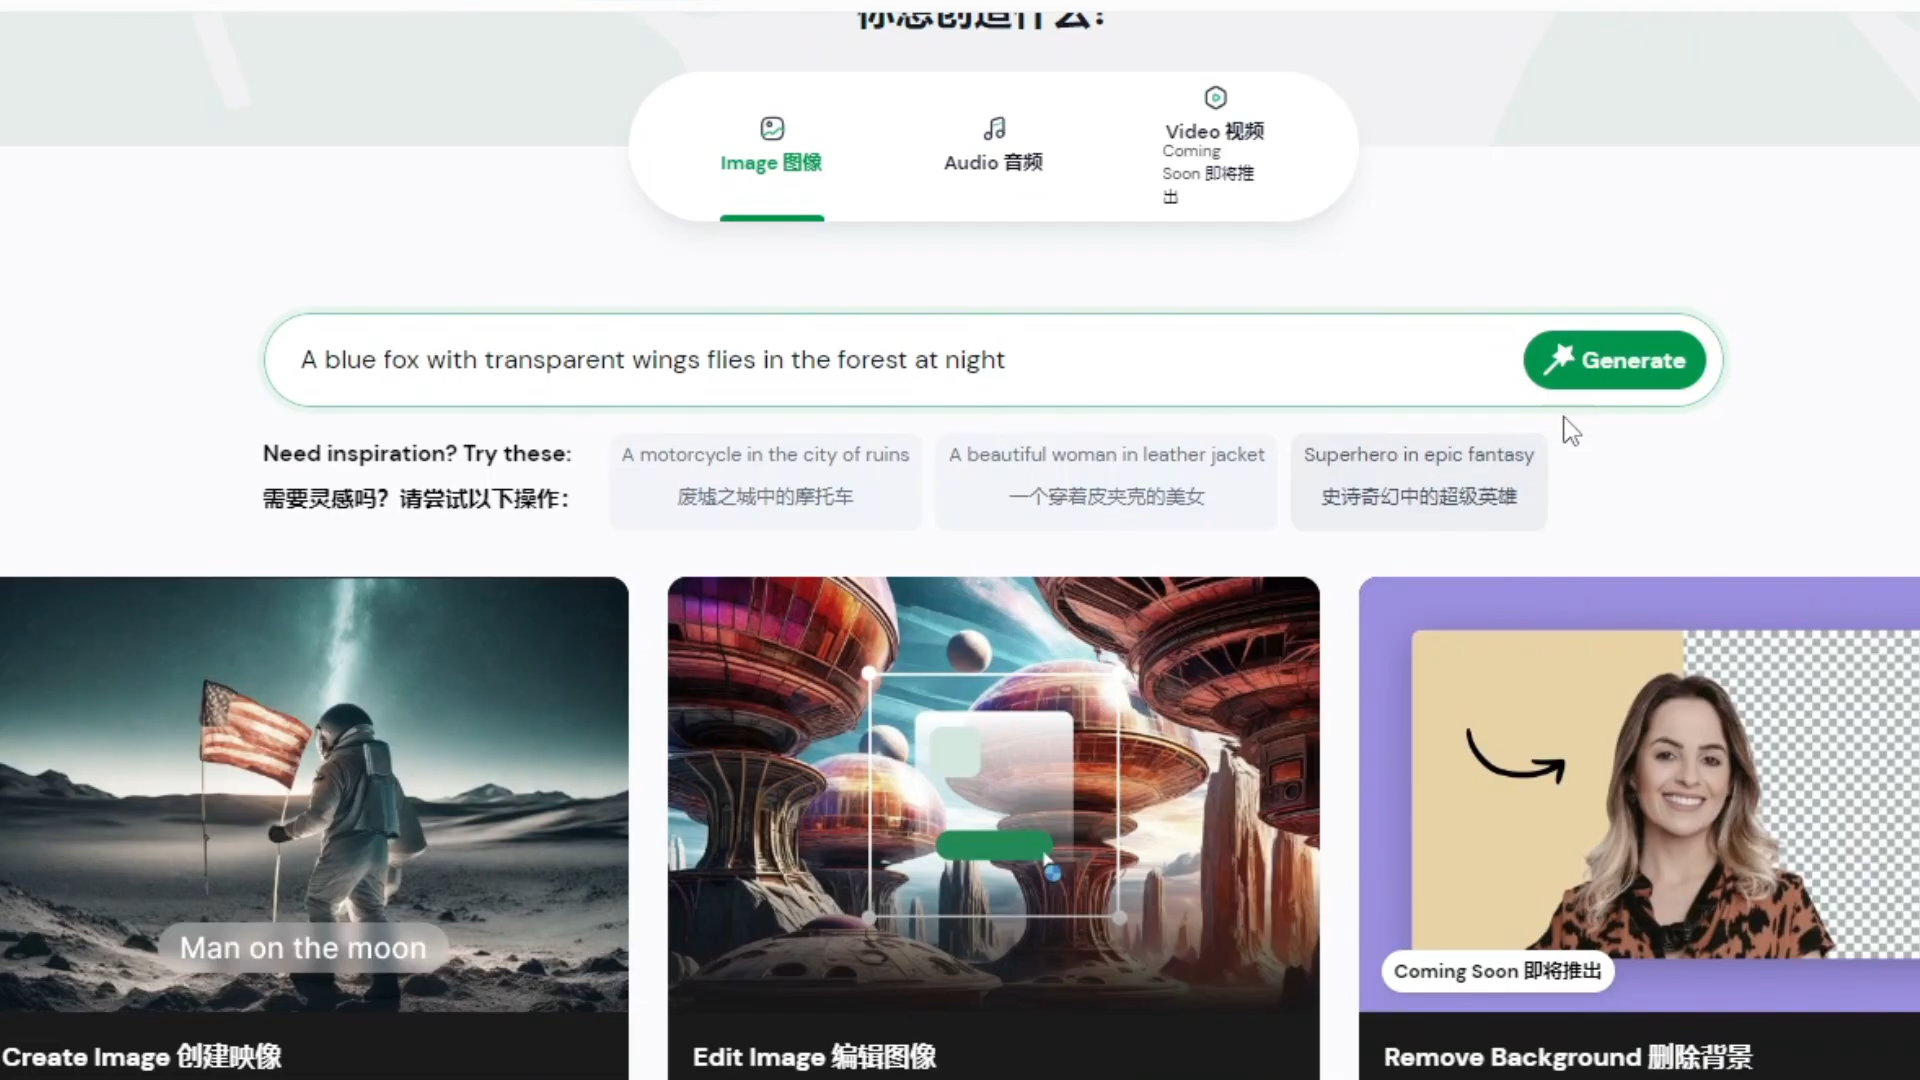 你想创造什么?
Image 图像
Audio 音频
Video 视频
Coming
Soon 即将推
出
A blue fox with transparent wings flies in the forest at night
Generate
Need inspiration? Try these:
需要灵感吗？请尝试以下操作：
A motorcycle in the city of ruins
废墟之城中的摩托车
A beautiful woman in leather jacket
一个穿着皮夹克的美女
Superhero in epic fantasy
史诗奇幻中的超级英雄
Man on the moon
Coming Soon 即将推出
Create Image 创建映像
Edit Image 编辑图像
Remove Background 删除背景